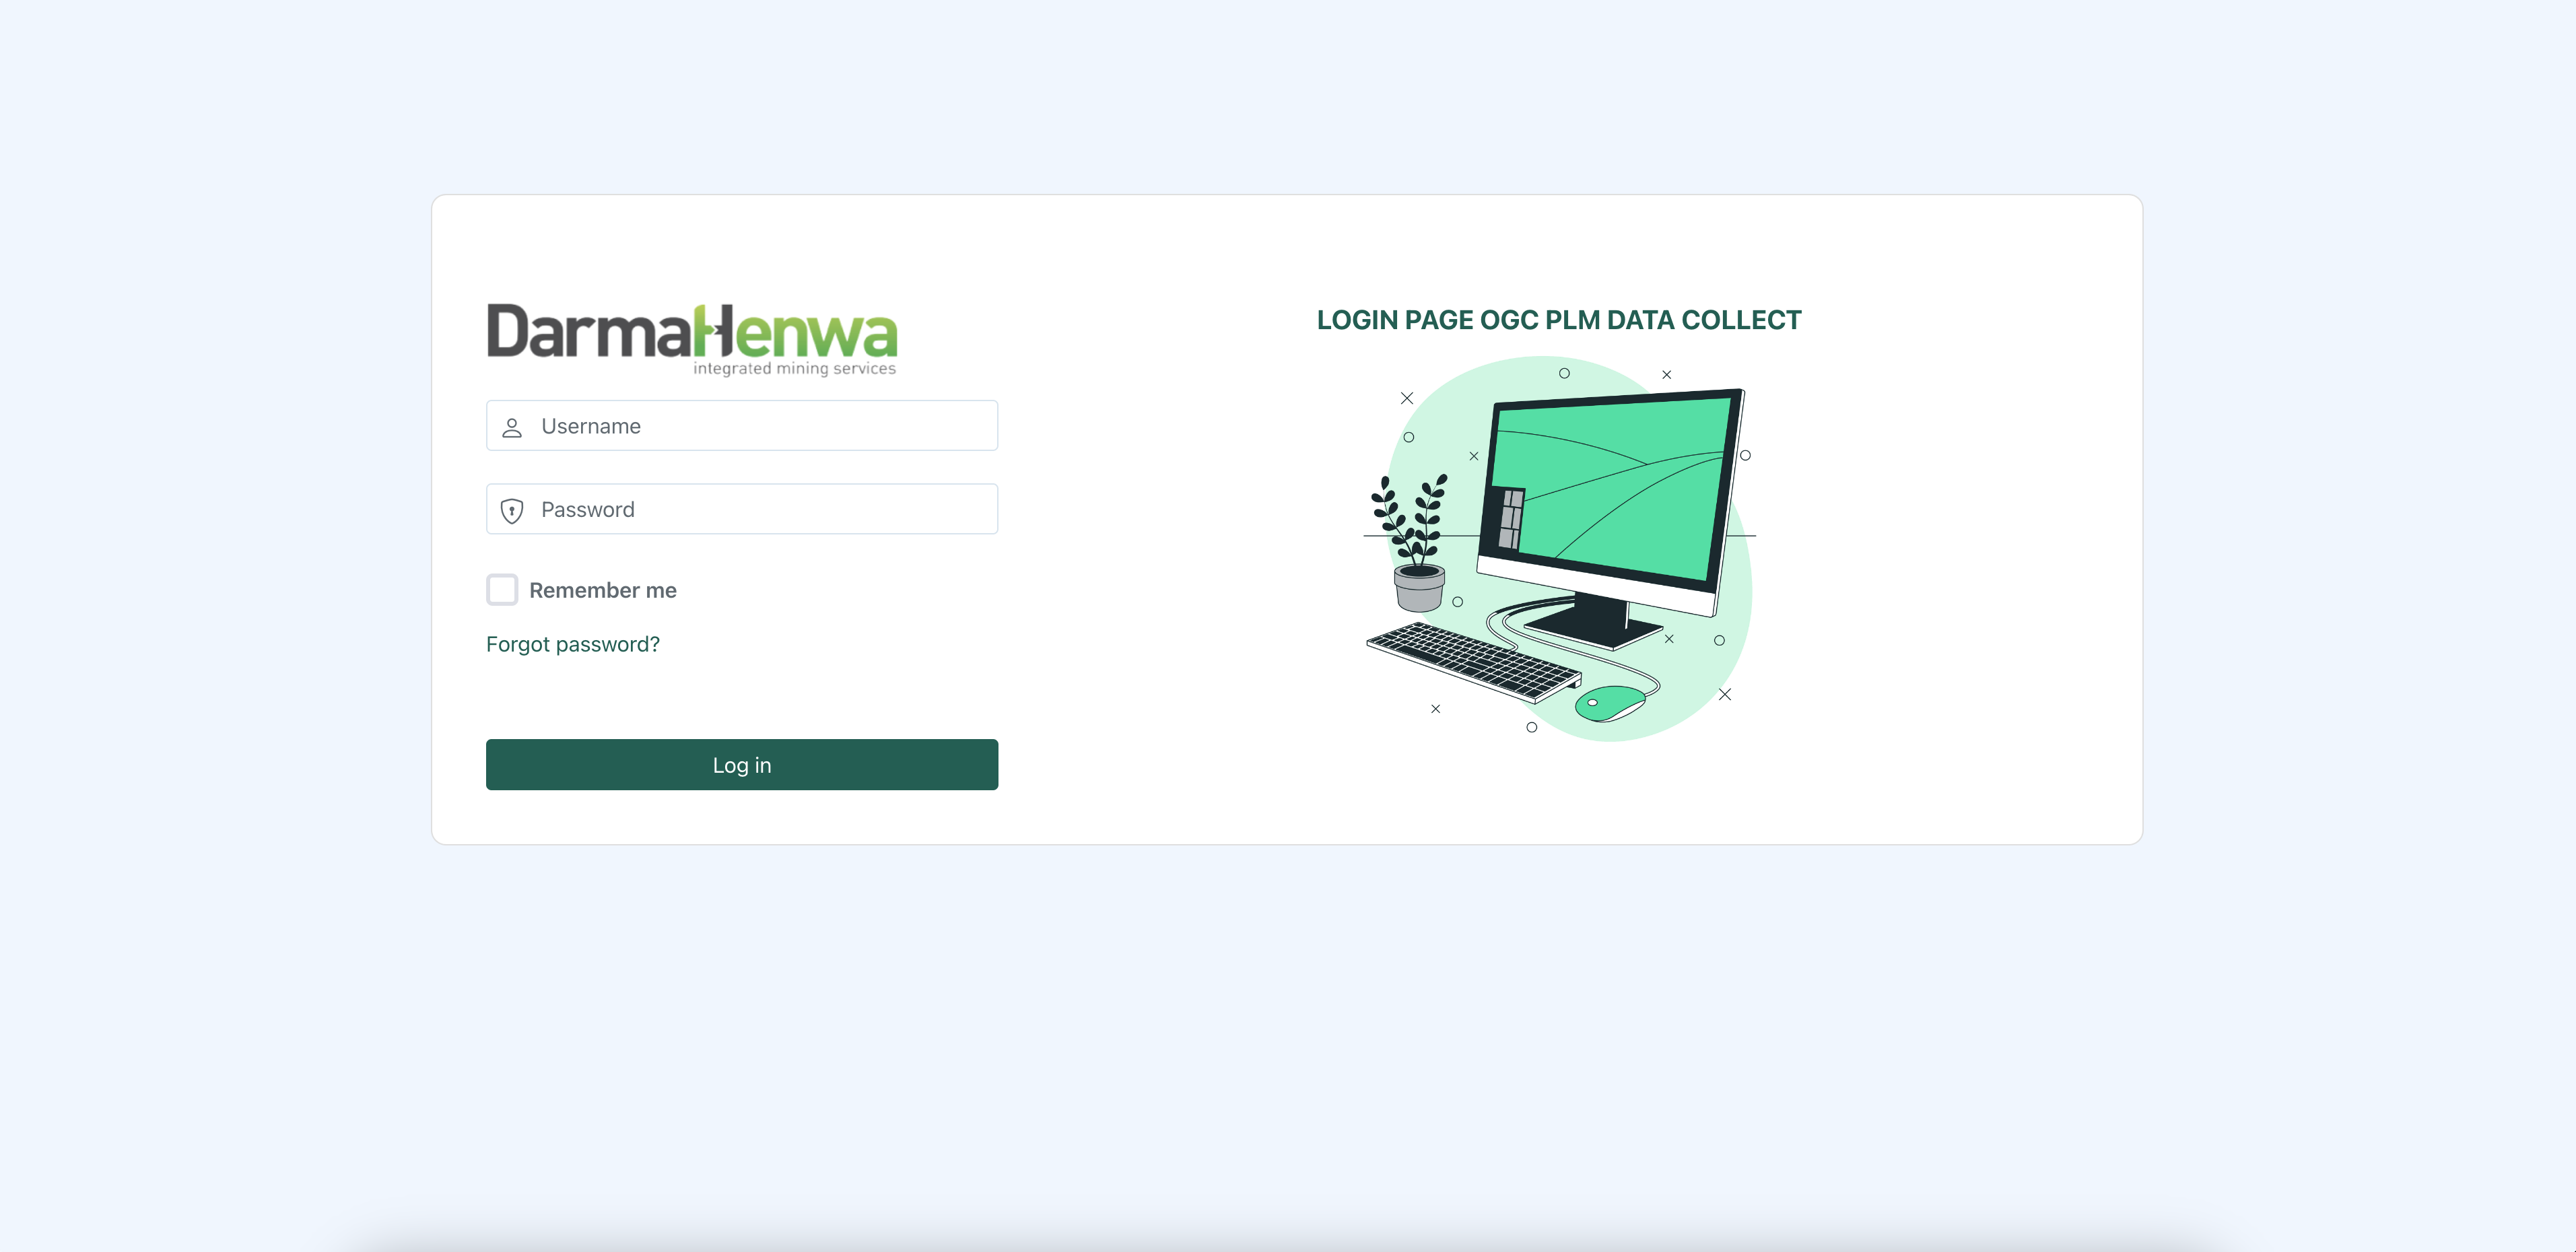 DarmaHenwa
integrated mining services
Username
Password
Remember me
Forgot password?
Log in
LOGIN PAGE OGC PLM DATA COLLECT